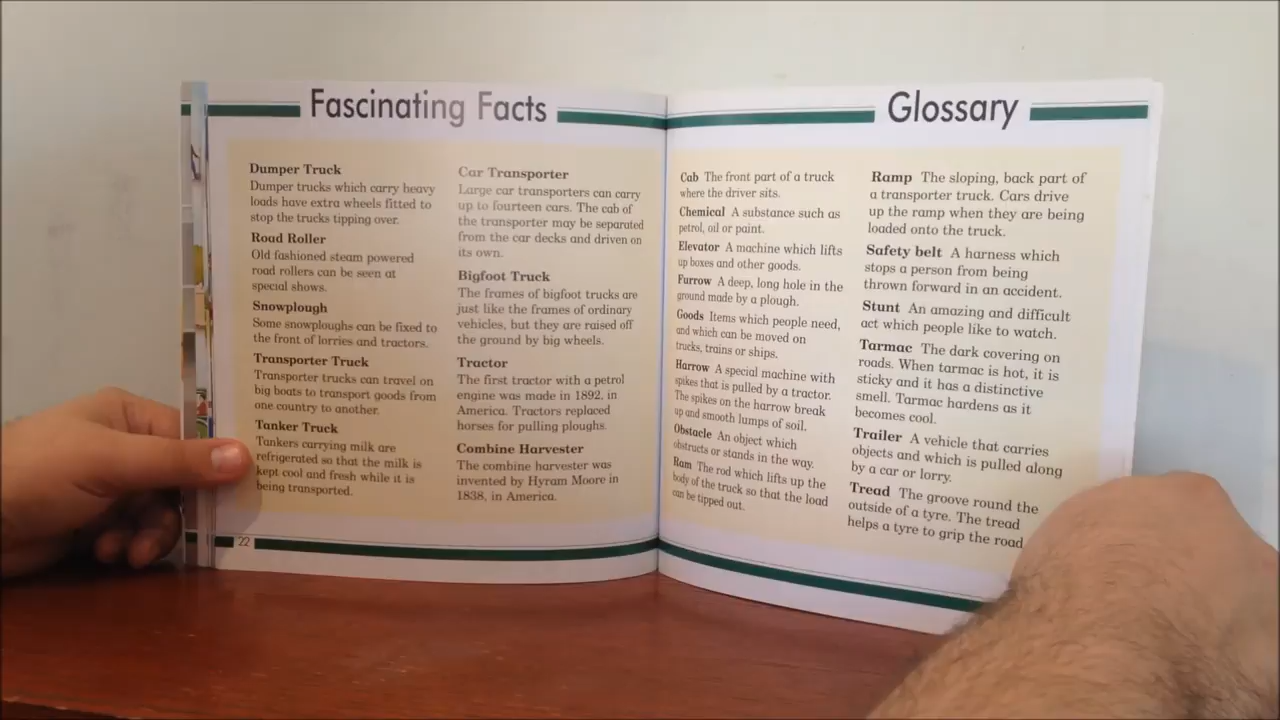 Fascinating Facts
Dumper Truck
Dumper trucks which carry heavy
loads have extra wheels fitted to
stop the trucks tipping over.
Road Roller
Old fashioned steam powered
road rollers can be seen at
special shows.
Snowplough
Some snowploughs can be fixed to
the front of lorries and tractors.
Transporter Truck
Transporter trucks can travel on
big boats to transport goods from
one country to another.
Tanker Truck
Tankers carrying milk are
refrigerated so that the milk is
kept cool and fresh while it is
being transported.
Car Transporter
Large car transporters can carry
up to fourteen cars. The cab of
the transporter may be separated
from the car decks and driven on
its own.
Bigfoot Truck
The frames of bigfoot trucks are
just like the frames of ordinary
vehicles, but they are raised off
the ground by big wheels.
Tractor
The first tractor with a petrol
engine was made in 1892, in
America. Tractors replaced
horses for pulling ploughs.
Combine Harvester
The combine harvester was
invented by Hyram Moore in
1838, in America.
22
Glossary
Cab The front part of a truck
where the driver sits.
Chemical A substance such as
petrol, oil or paint.
Elevator A machine which lifts
up boxes and other goods.
Furrow A deep, long hole in the
ground made by a plough.
Goods Items which people need,
and which can be moved on
trucks, trains or ships.
Harrow A special machine with
spikes that is pulled by a tractor.
The spikes on the harrow break
up and smooth lumps of soil.
Obstacle An object which
obstructs or stands in the way.
Ram The rod which lifts up the
body of the truck so that the load
can be tipped out.
Ramp The sloping, back part of
a transporter truck. Cars drive
up the ramp when they are being
loaded onto the truck.
Safety belt A harness which
stops a person from being
thrown forward in an accident.
Stunt An amazing and difficult
act which people like to watch.
Tarmac The dark covering on
roads. When tarmac is hot, it is
sticky and it has a distinctive
smell. Tarmac hardens as it
becomes cool.
Trailer A vehicle that carries
objects and which is pulled along
by a car or lorry.
Tread The groove round the
outside of a tyre. The tread
helps a tyre to grip the road